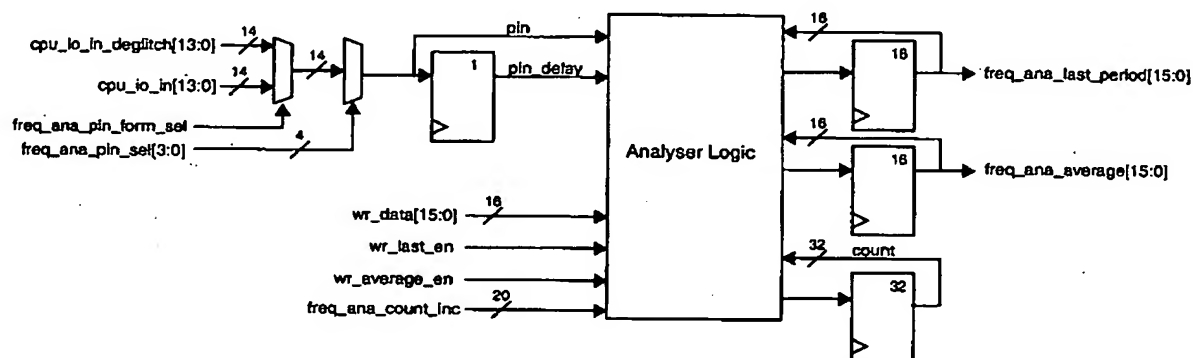 cpu_io_in_deglitch[13:0]
14
cpu_io_in[13:0]
14
14
freq_ana_pin_form_sel
freq_ana_pin_sel[3:0]
4
1
pin
pin_delay
Analyser Logic
wr_data[15:0]
16
wr_last_en
wr_average_en
freq_ana_count_inc
20
16
16
freq_ana_last_period[15:0]
16
16
freq_ana_average[15:0]
32
count
32